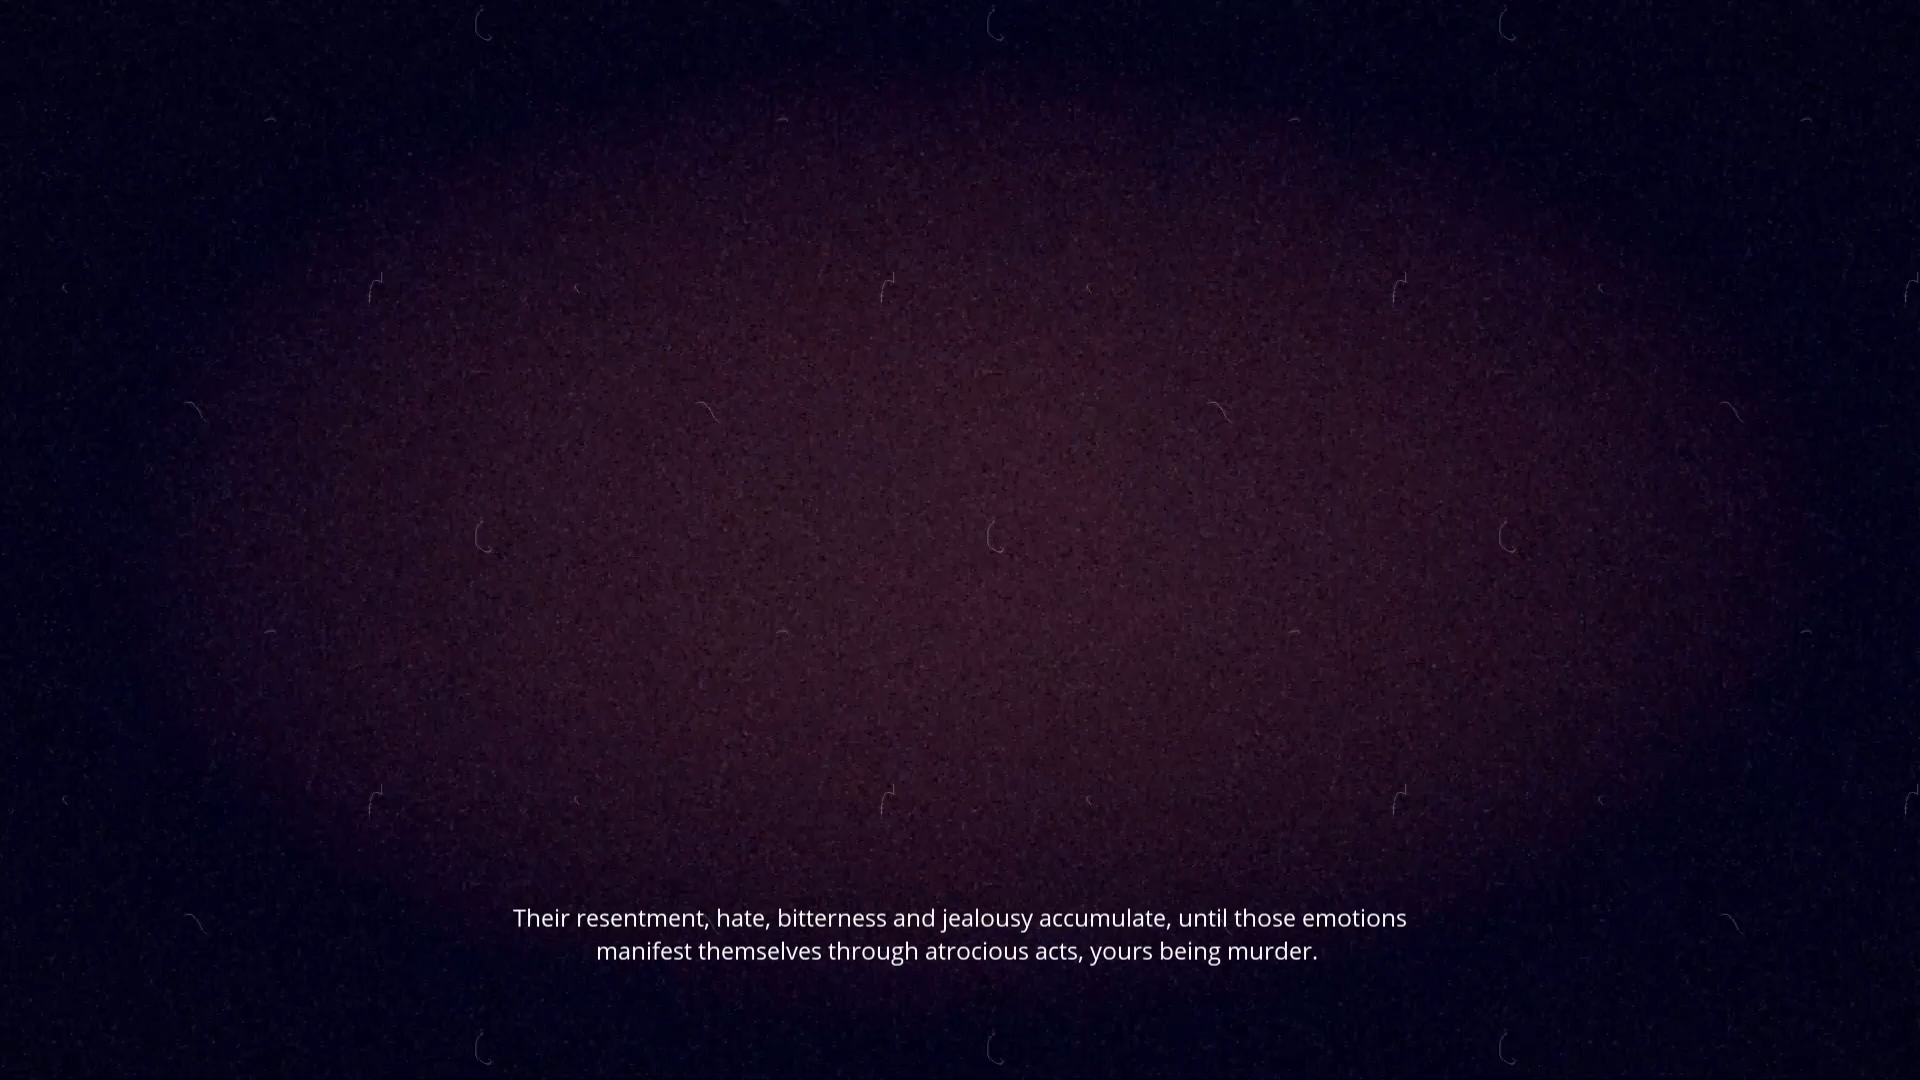 Their resentment, hate, bitterness and jealousy accumulate, until those emotions
manifest themselves through atrocious acts, yours being murder.